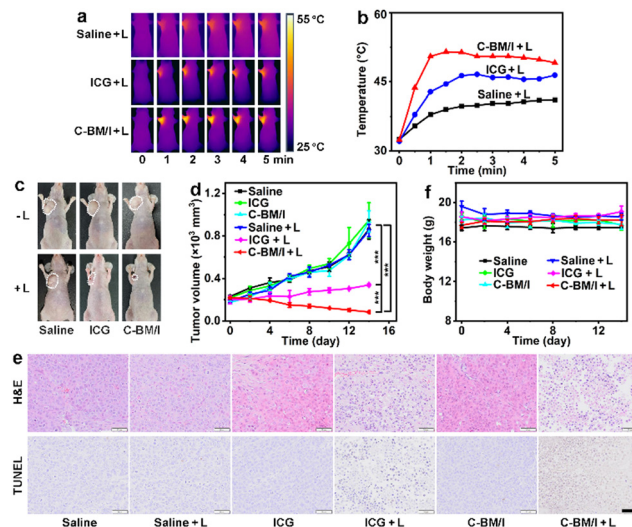 a
Saline + L
ICG + L
C-BM/I + L
0 1 2 3 4 5 min
55 °C
25 °C
b
Temperature (°C)
60
45
30
C-BM/I + L
ICG + L
Saline + L
0 1 2 3 4 5
Time (min)
c
-L
+L
Saline ICG C-BM/I
d
Tumor volume (×10³ mm³)
1.2
0.8
0.4
0.0
Saline
ICG
C-BM/I
Saline + L
ICG + L
C-BM/I + L
***
***
***
0 4 8 12 16
Time (day)
f
Body weight (g)
20
16
12
8
Saline
ICG
C-BM/I
Saline + L
ICG + L
C-BM/I + L
0 4 8 12
Time (day)
e
H&E
TUNEL
Saline Saline + L ICG ICG + L C-BM/I C-BM/I + L